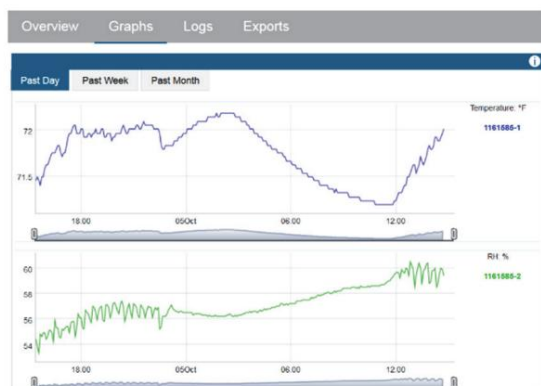 Overview Graphs Logs Exports
Past Day Past Week Past Month
Temperature: °F
1161585-1
72
71.5
18:00 05Oct 06:00 12:00
RH: %
1161585-2
60
58
56
54
18:00 05Oct 06:00 12:00